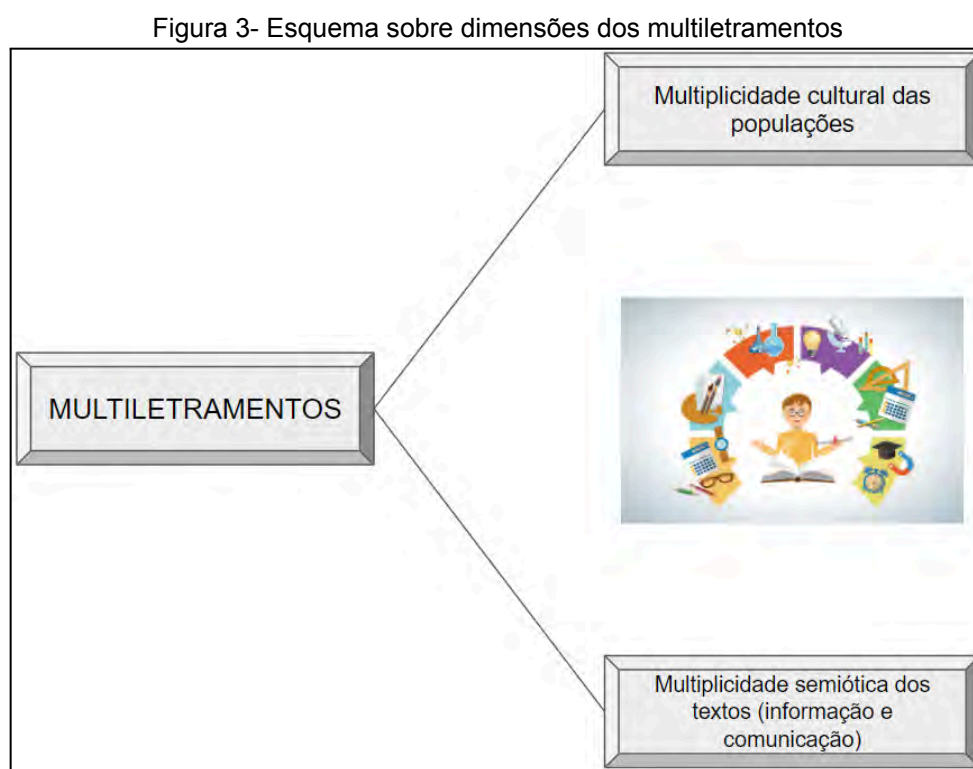 Figura 3- Esquema sobre dimensões dos multiletramentos
Multiplicidade cultural das
populações
MULTILETRAMENTOS
Multiplicidade semiótica dos
textos (informação e
comunicação)